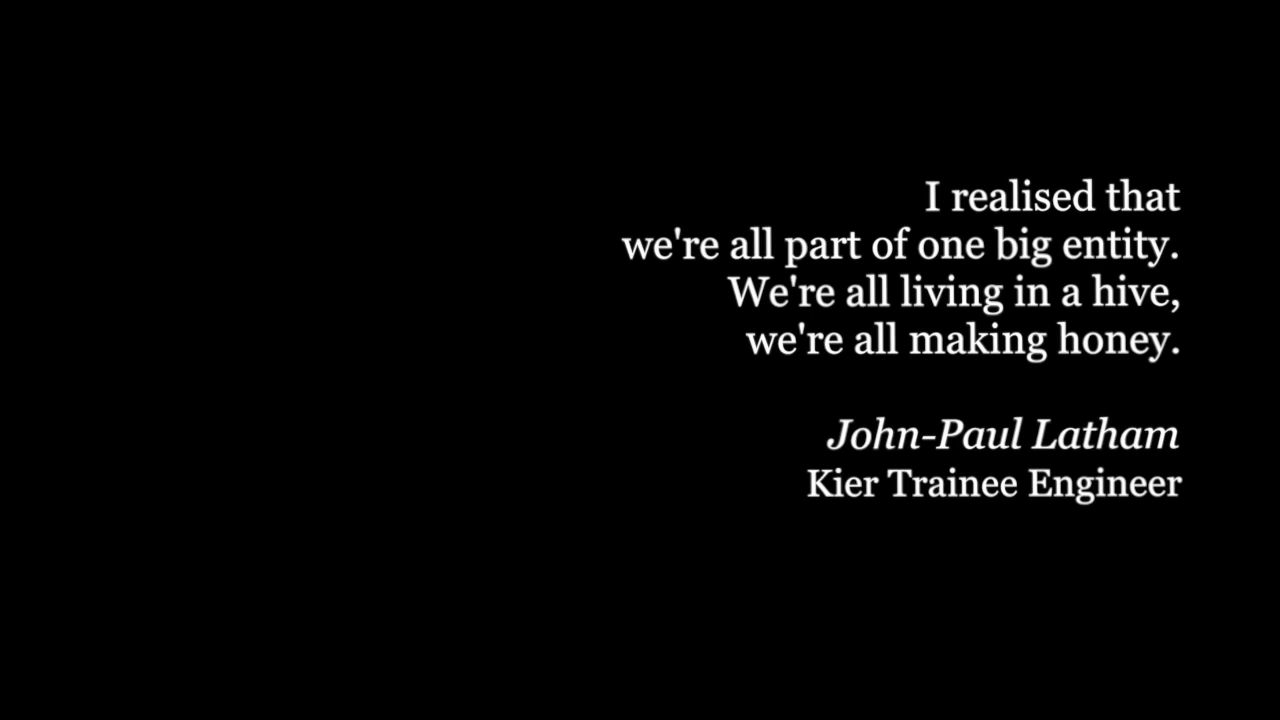 I realised that
we're all part of one big entity.
We're all living in a hive,
we're all making honey.
John-Paul Latham
Kier Trainee Engineer